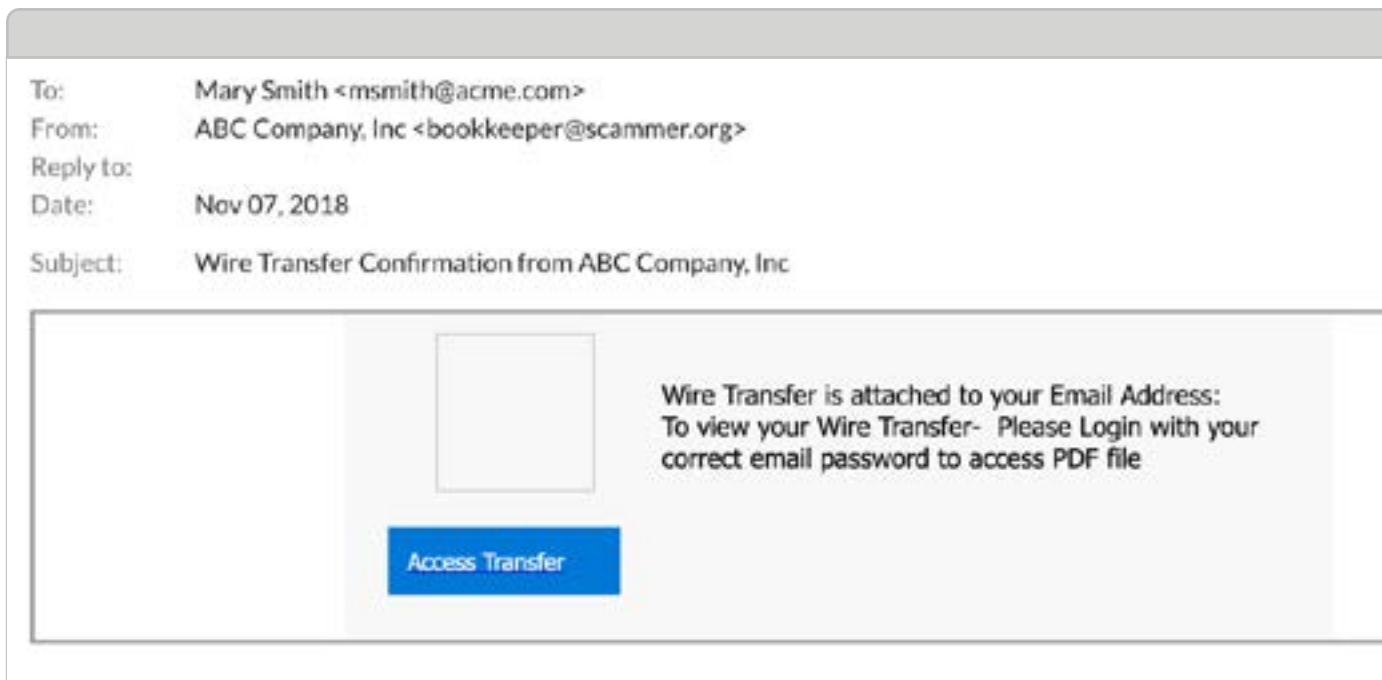 To: Mary Smith <msmith@acme.com>
From: ABC Company, Inc <bookkeeper@scammer.org>
Reply to:
Date: Nov 07, 2018
Subject: Wire Transfer Confirmation from ABC Company, Inc
Wire Transfer is attached to your Email Address:
To view your Wire Transfer- Please Login with your
correct email password to access PDF file
Access Transfer